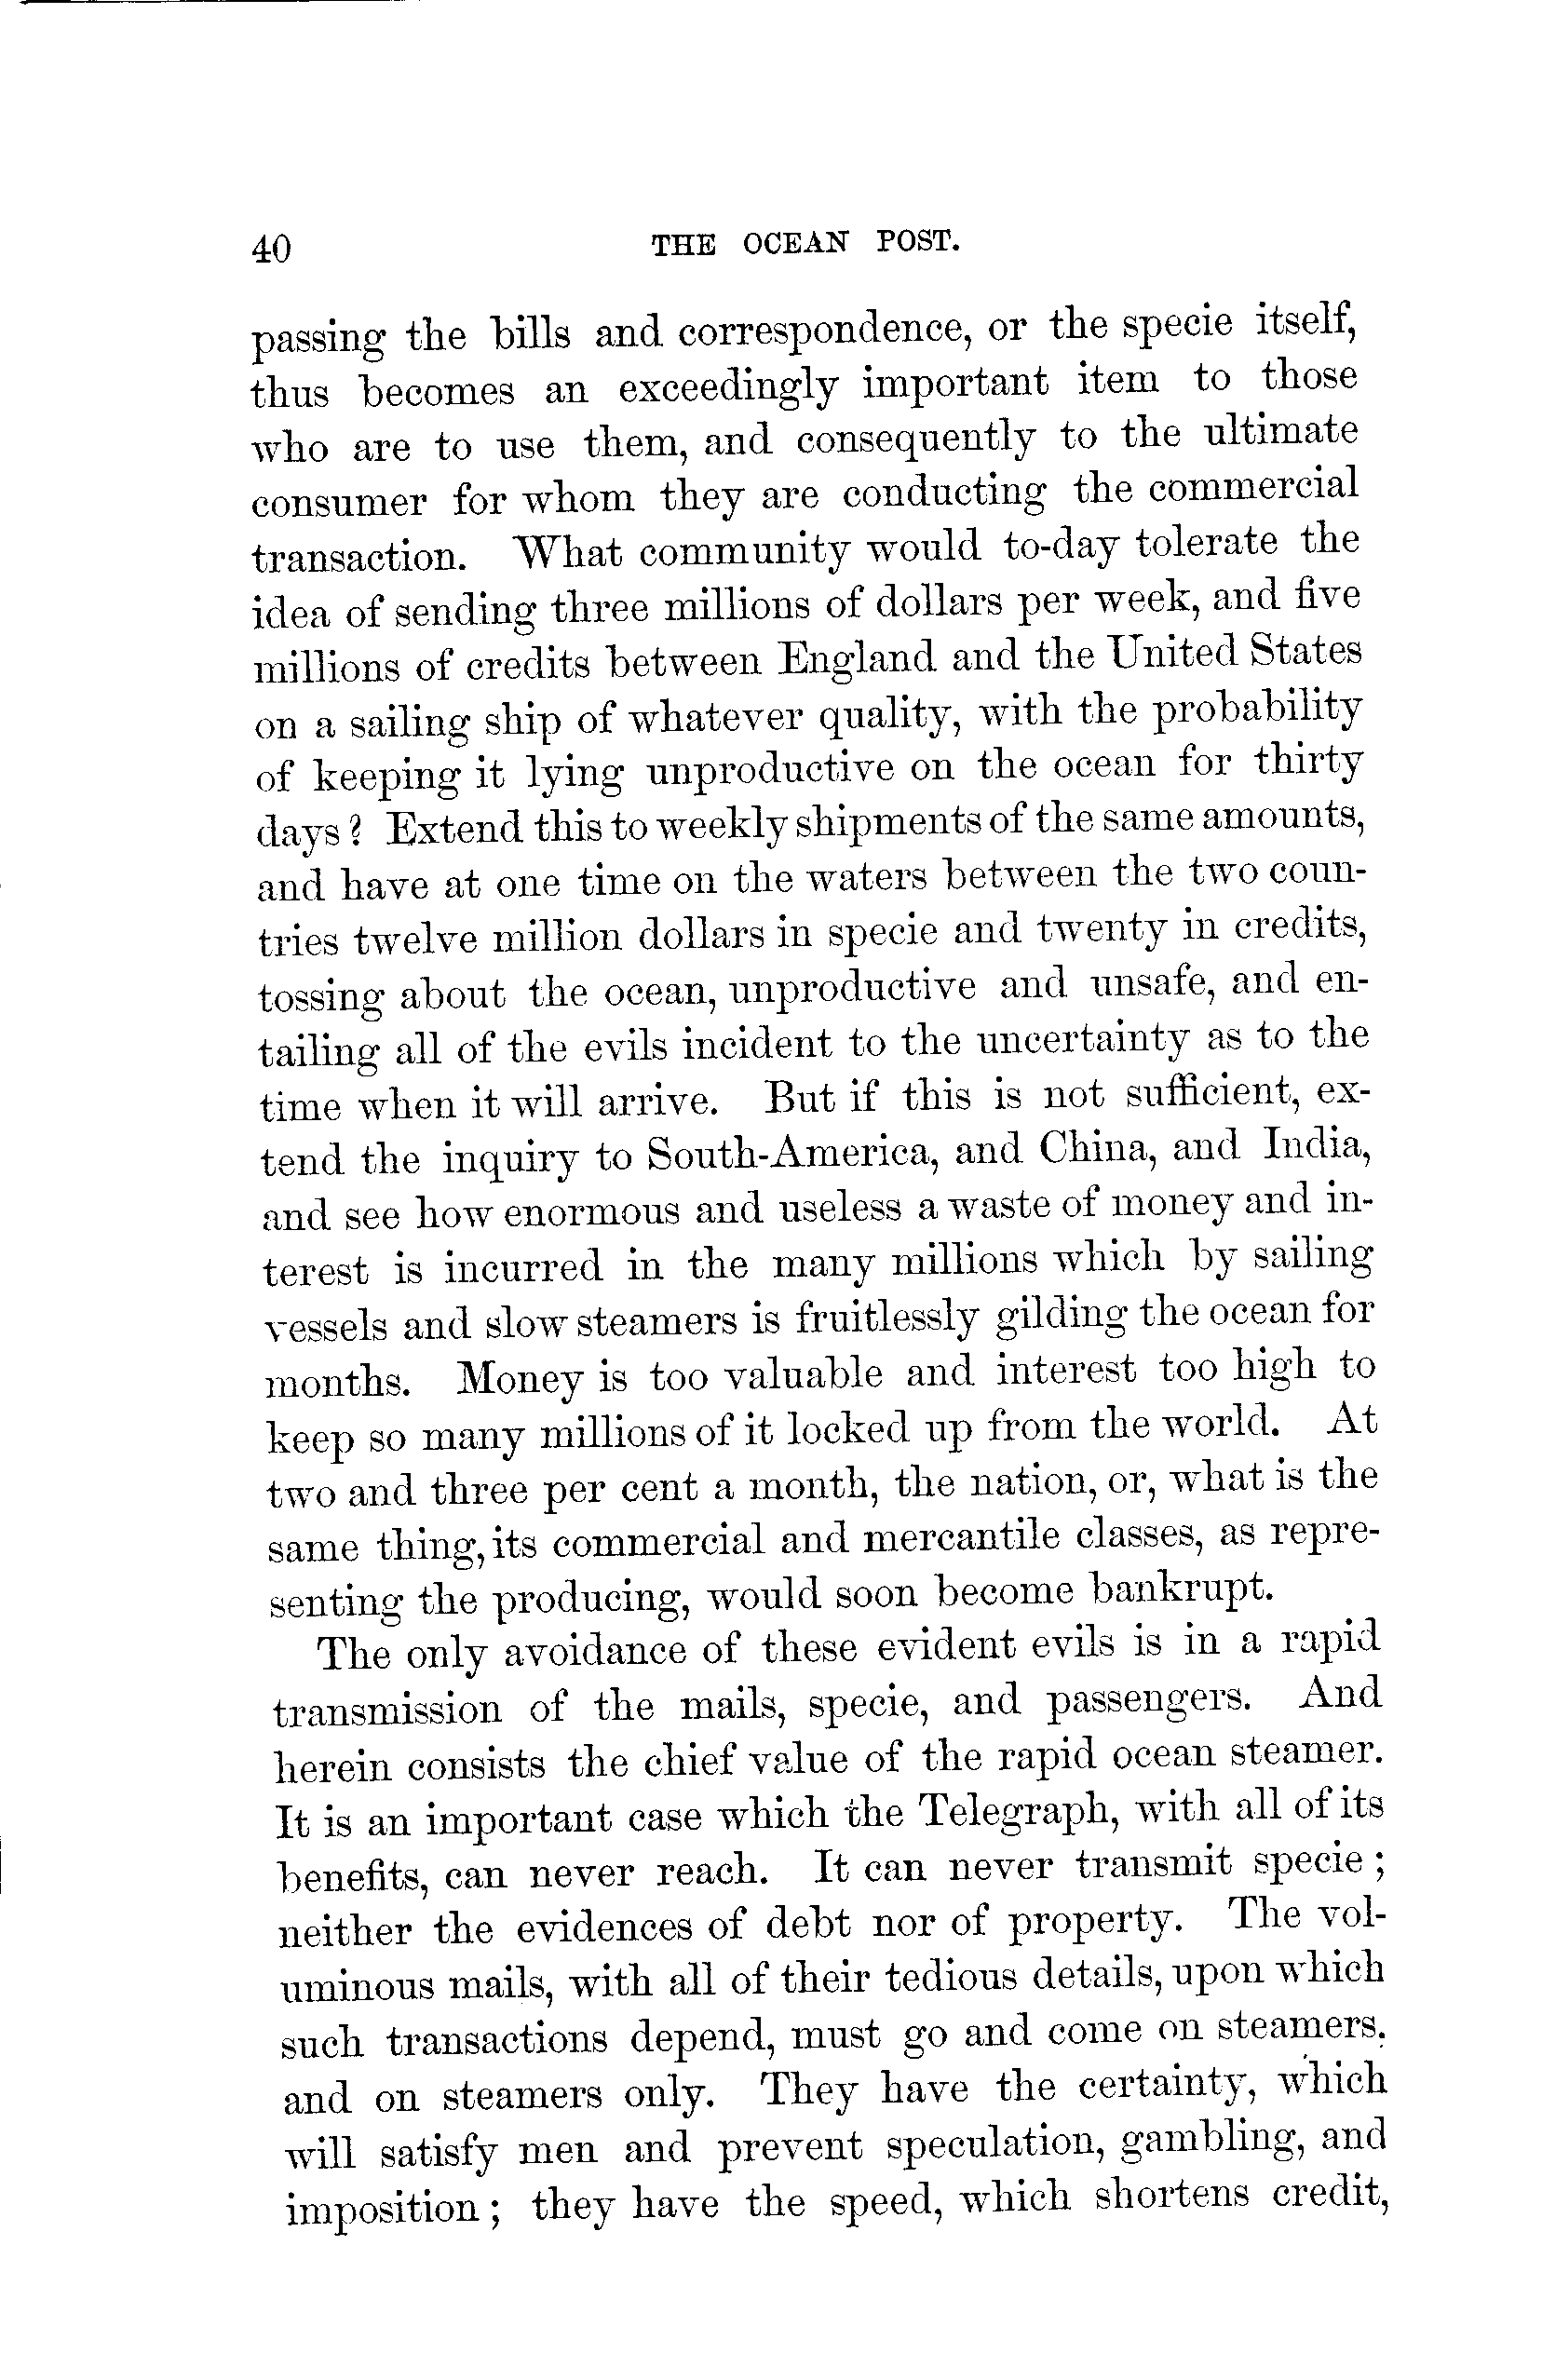 40 THE OCEAN POST.
passing the bills and correspondence, or the specie itself,
thus becomes an exceedingly important item to those
who are to use them, and consequently to the ultimate
consumer for whom they are conducting the commercial
transaction. What community would to-day tolerate the
idea of sending three millions of dollars per week, and five
millions of credits between England and the United States
on a sailing ship of whatever quality, with the probability
of keeping it lying unproductive on the ocean for thirty
days ? Extend this to weekly shipments of the same amounts,
and have at one time on the waters between the two coun-
tries twelve million dollars in specie and twenty in credits,
tossing about the ocean, unproductive and unsafe, and en-
tailing all of the evils incident to the uncertainty as to the
time when it will arrive. But if this is not sufficient, ex-
tend the inquiry to South-America, and China, and India,
and see how enormous and useless a waste of money and in-
terest is incurred in the many millions which by sailing
vessels and slow steamers is fruitlessly gilding the ocean for
months. Money is too valuable and interest too high to
keep so many millions of it locked up from the world. At
two and three per cent a month, the nation, or, what is the
same thing, its commercial and mercantile classes, as repre-
senting the producing, would soon become bankrupt.
The only avoidance of these evident evils is in a rapid
transmission of the mails, specie, and passengers. And
herein consists the chief value of the rapid ocean steamer.
It is an important case which the Telegraph, with all of its
benefits, can never reach. It can never transmit specie ;
neither the evidences of debt nor of property. The vol-
uminous mails, with all of their tedious details, upon which
such transactions depend, must go and come on steamers.
and on steamers only. They have the certainty, which
will satisfy men and prevent speculation, gambling, and
imposition ; they have the speed, which shortens credit,